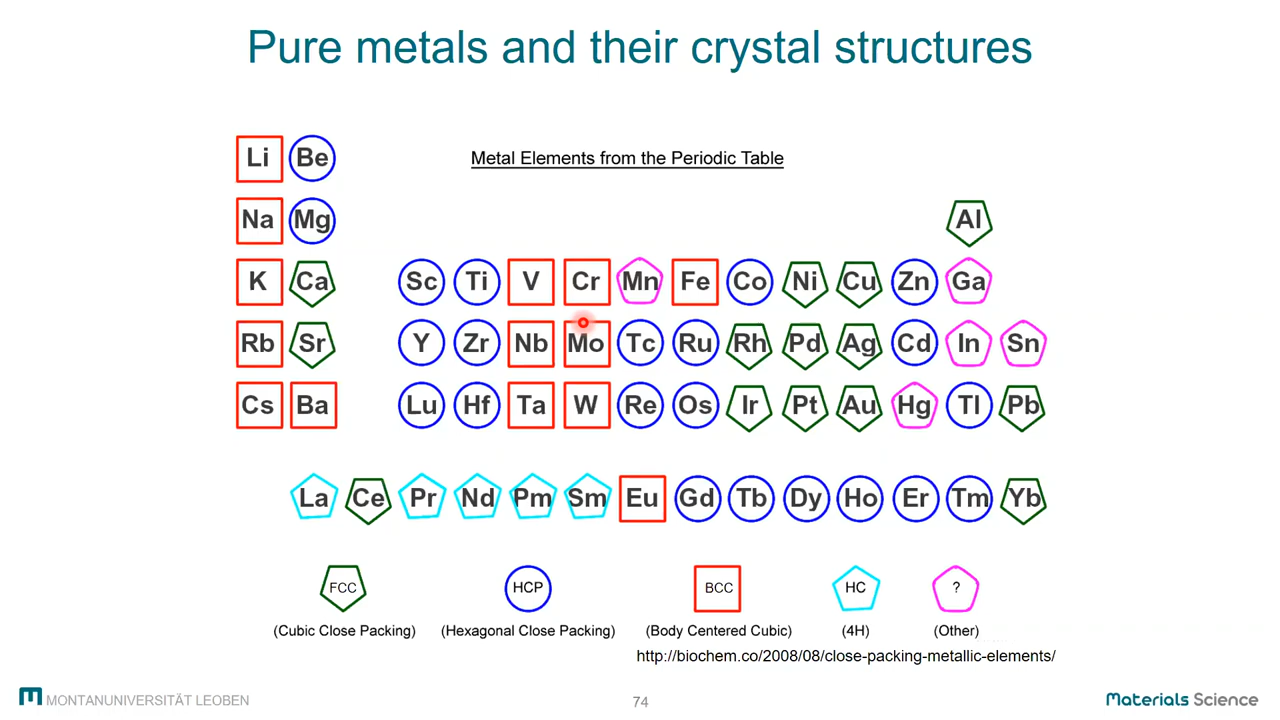 Pure metals and their crystal structures
Metal Elements from the Periodic Table
Li Be
Na Mg Al
K Ca Sc Ti V Cr Mn Fe Co Ni Cu Zn Ga
Rb Sr Y Zr Nb Mo Tc Ru Rh Pd Ag Cd In Sn
Cs Ba Lu Hf Ta W Re Os Ir Pt Au Hg Tl Pb
La Ce Pr Nd Pm Sm Eu Gd Tb Dy Ho Er Tm Yb
FCC HCP BCC HC ?
(Cubic Close Packing) (Hexagonal Close Packing) (Body Centered Cubic) (4H) (Other)
http://biochem.co/2008/08/close-packing-metallic-elements/
MONTANUNIVERSITÄT LEOBEN 74 Materials Science